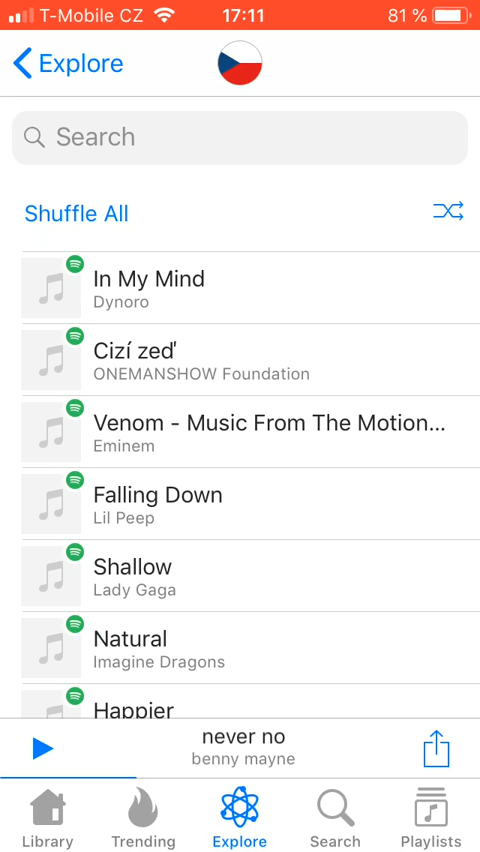 T-Mobile CZ 17:11 81 %
Explore
Search
Shuffle All
In My Mind
Dynoro
Cizí zeď
ONEMANSHOW Foundation
Venom - Music From The Motion...
Eminem
Falling Down
Lil Peep
Shallow
Lady Gaga
Natural
Imagine Dragons
Happier
never no
benny mayne
Library Trending Explore Search Playlists